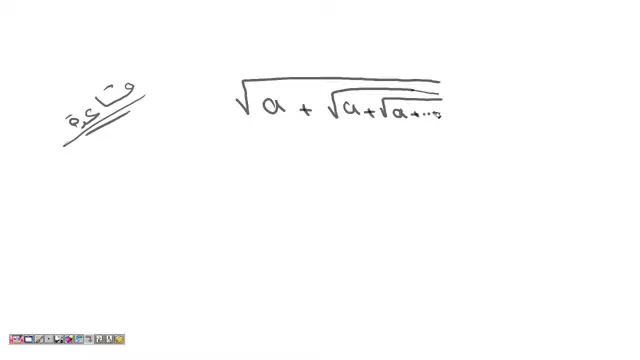 قاعدة
√(a + √(a + √(a + ...